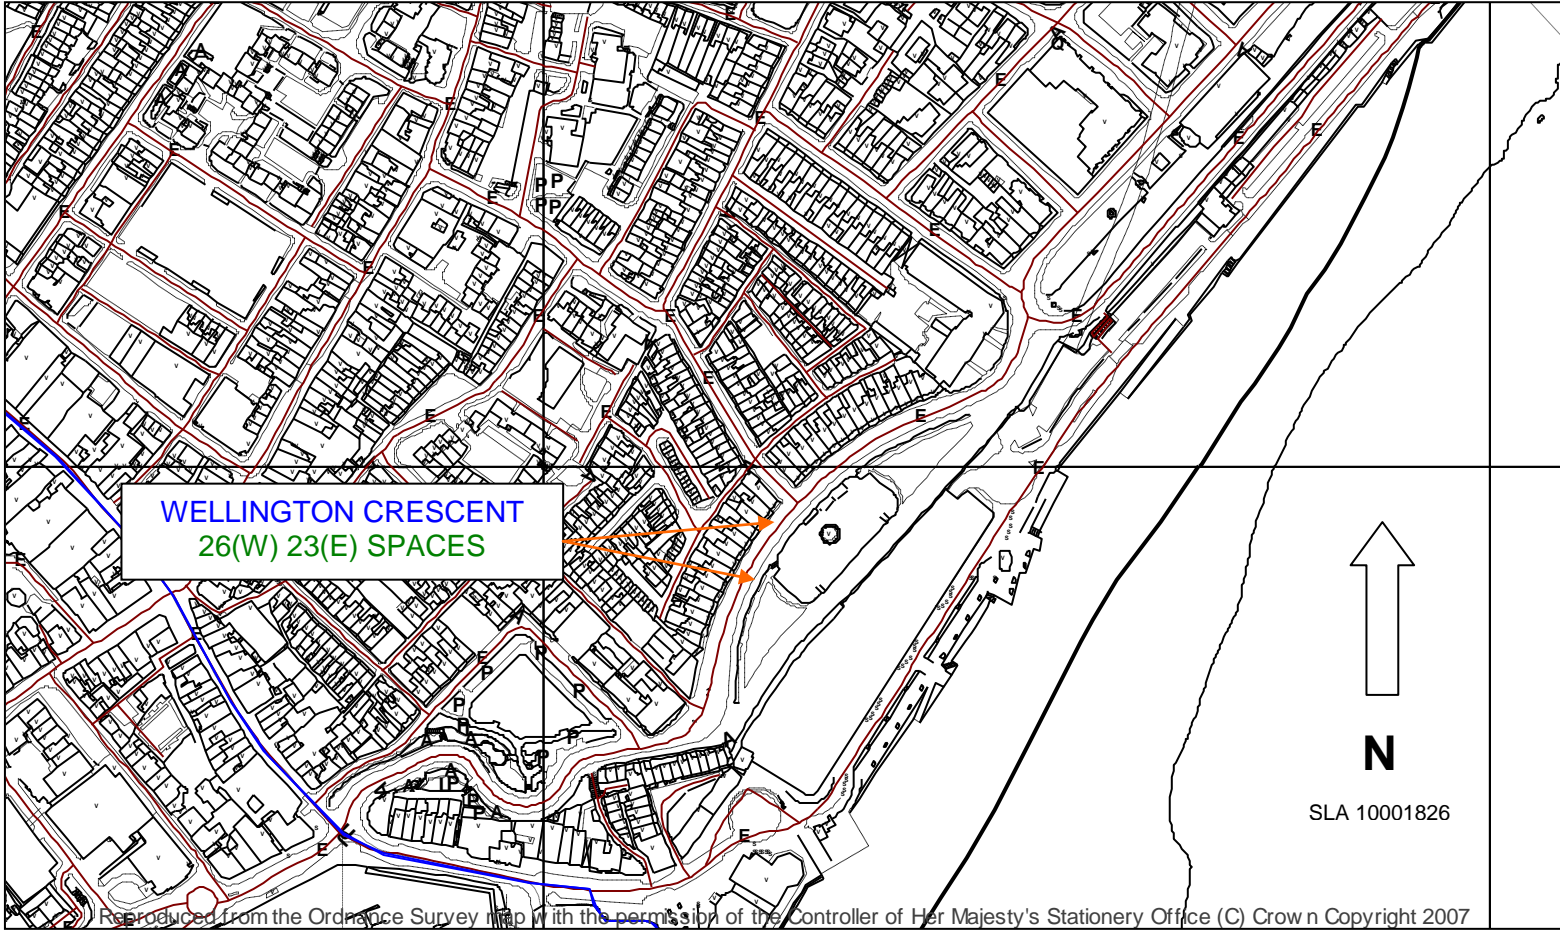 WELLINGTON CRESCENT
26(W) 23(E) SPACES
N
SLA 10001826
Reproduced from the Ordnance Survey map with the permission of the Controller of Her Majesty's Stationery Office (C) Crown Copyright 2007